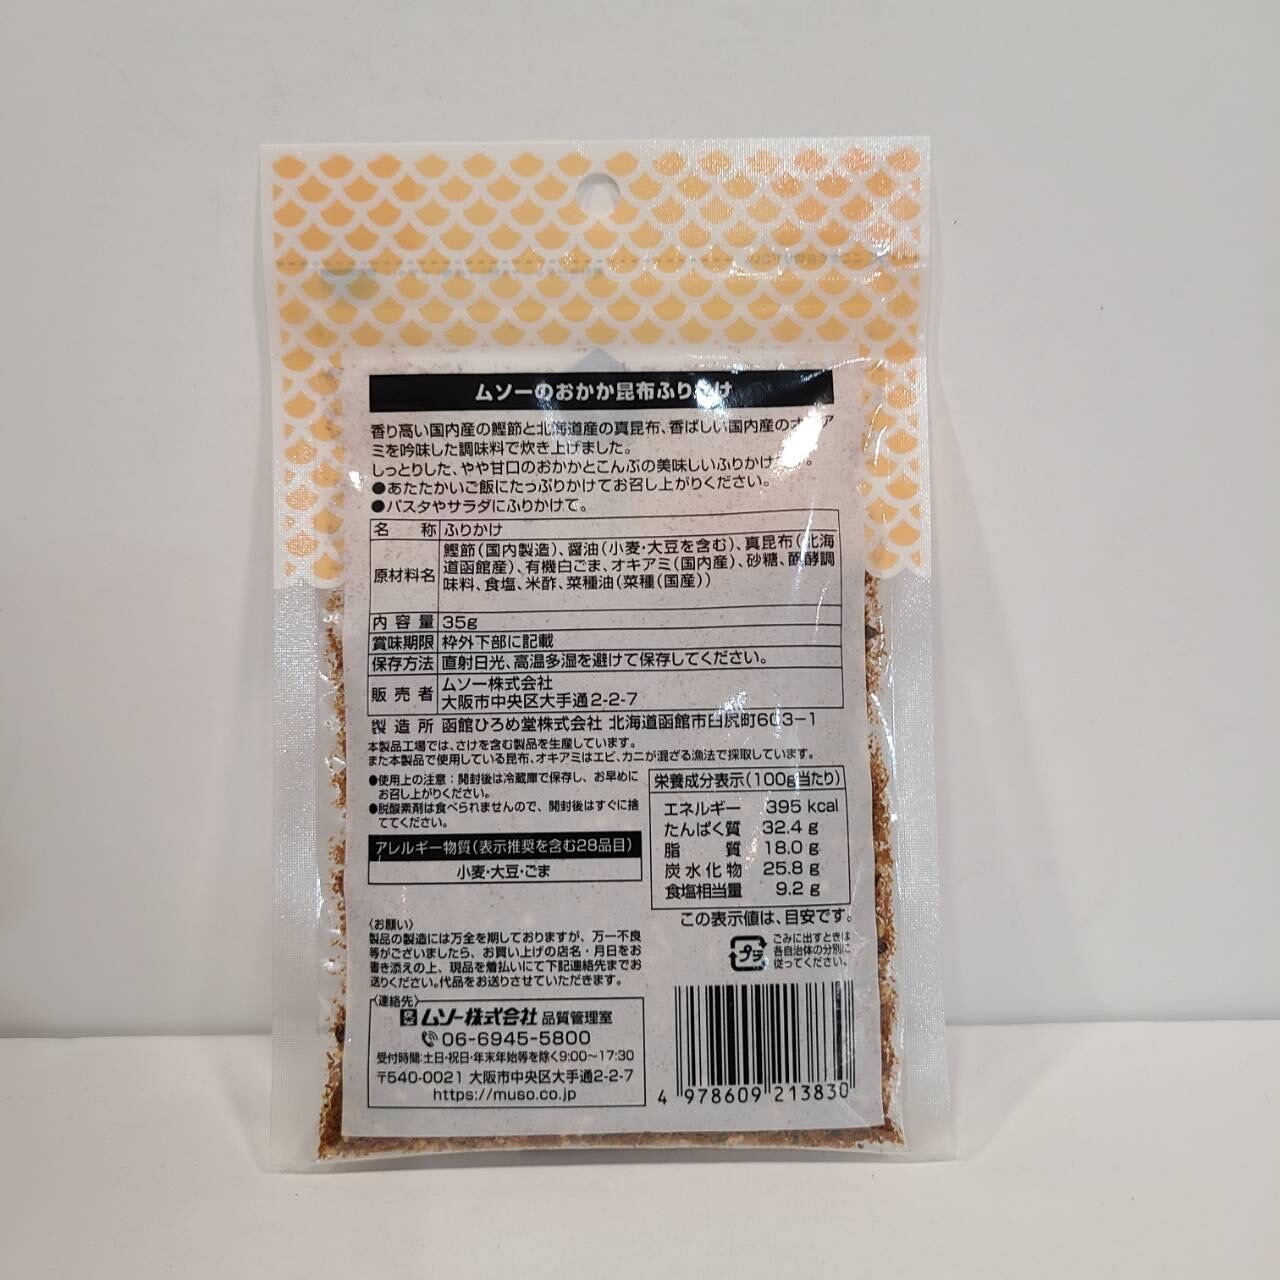 ムソーのおかか昆布ふりかけ
香り高い国内産の鰹節と北海道産の真昆布、香ばしい国内産のオキア
ミを吟味した調味料で炊き上げました。
しっとりした、やや甘口のおかかとこんぶの美味しいふりかけ。
●あたたかいご飯にたっぷりかけてお召し上がりください。
●パスタやサラダにふりかけて。
名称 ふりかけ
原材料名 鰹節(国内製造)、醤油(小麦・大豆を含む)、真昆布(北海
道函館産)、有機白ごま、オキアミ(国内産)、砂糖、醗酵調
味料、食塩、米酢、菜種油(菜種(国産))
内容量 35g
賞味期限 枠外下部に記載
保存方法 直射日光、高温多湿を避けて保存してください。
販売者 ムソー株式会社
大阪市中央区大手通2-2-7
製造所 函館ひろめ堂株式会社 北海道函館市臼尻町603-1
本製品工場では、さけを含む製品を生産しています。
また本製品で使用している昆布、オキアミはエビ、カニが混ざる漁法で採取しています。
●使用上の注意:開封後は冷蔵庫で保存し、お早めに
お召し上がりください。
●脱酸素剤は食べられませんので、開封後はすぐに捨
ててください。
アレルギー物質(表示推奨を含む28品目)
小麦・大豆・ごま
栄養成分表示(100g当たり)
エネルギー 395 kcal
たんぱく質 32.4 g
脂質 18.0 g
炭水化物 25.8 g
食塩相当量 9.2 g
この表示値は、目安です。
〈お願い〉
製品の製造には万全を期しておりますが、万一不良
等がございましたら、お買い上げの店名・月日をお
書き添えの上、現品を着払いにて下記連絡先までお
送りください。代品をお送りさせていただきます。
プラ
ごみに出すときは
各自治体の分別に
従ってください。
〈連絡先〉
ムソー株式会社 品質管理室
06-6945-5800
受付時間:土日・祝日・年末年始等を除く9:00〜17:30
〒540-0021 大阪市中央区大手通2-2-7
https://muso.co.jp
4 978609 213830